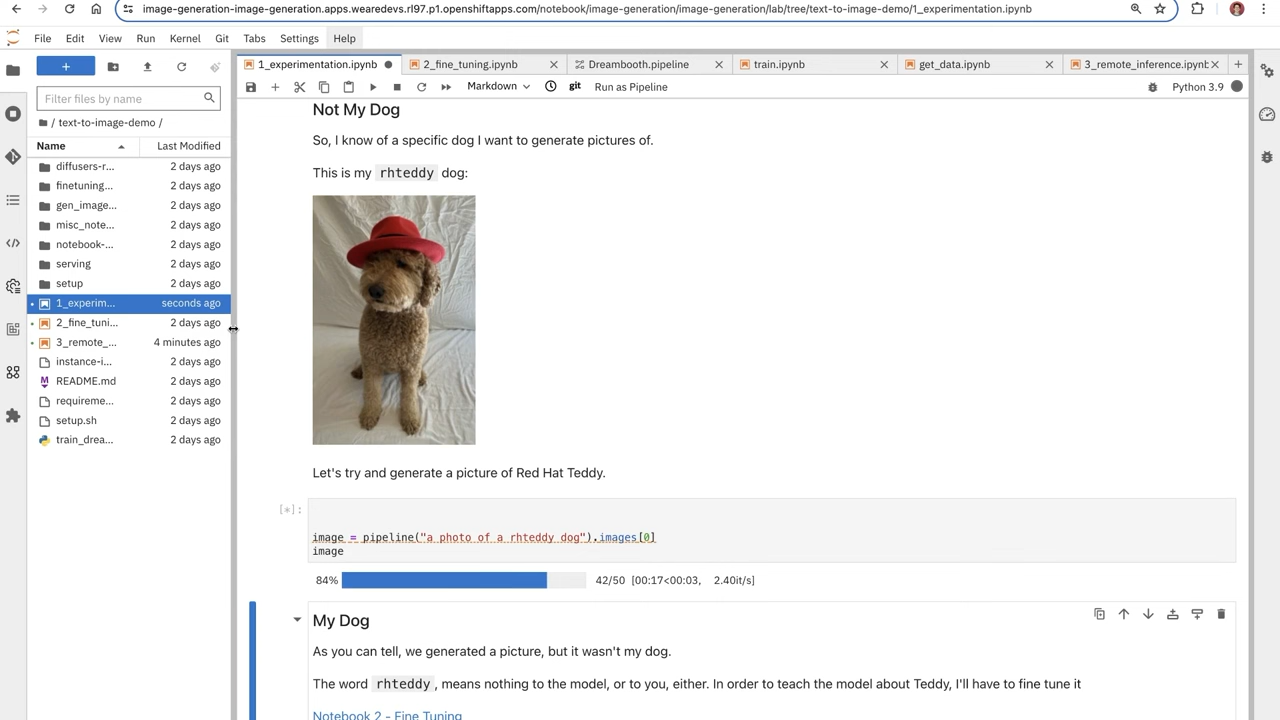 image-generation-image-generation.apps.wearedevs.rl97.p1.openshiftapps.com/notebook/image-generation/image-generation/lab/tree/text-to-image-demo/1_experimentation.ipynb
File Edit View Run Kernel Git Tabs Settings Help
1_experimentation.ipynb 2_fine_tuning.ipynb Dreambooth.pipeline train.ipynb get_data.ipynb 3_remote_inference.ipynb
Markdown git Run as Pipeline Python 3.9
Filter files by name
/ text-to-image-demo /
Name Last Modified
diffusers-r... 2 days ago
finetuning... 2 days ago
gen_image... 2 days ago
misc_note... 2 days ago
notebook-... 2 days ago
serving 2 days ago
setup 2 days ago
1_experim... seconds ago
2_fine_tuni... 2 days ago
3_remote_... 4 minutes ago
instance-i... 2 days ago
README.md 2 days ago
requireme... 2 days ago
setup.sh 2 days ago
train_drea... 2 days ago
Not My Dog
So, I know of a specific dog I want to generate pictures of.
This is my rhteddy dog:
Let's try and generate a picture of Red Hat Teddy.
[*]:
image = pipeline("a photo of a rhteddy dog").images[0]
image
84% 42/50 [00:17<00:03, 2.40it/s]
My Dog
As you can tell, we generated a picture, but it wasn't my dog.
The word rhteddy, means nothing to the model, or to you, either. In order to teach the model about Teddy, I'll have to fine tune it
Notebook 2 - Fine Tuning